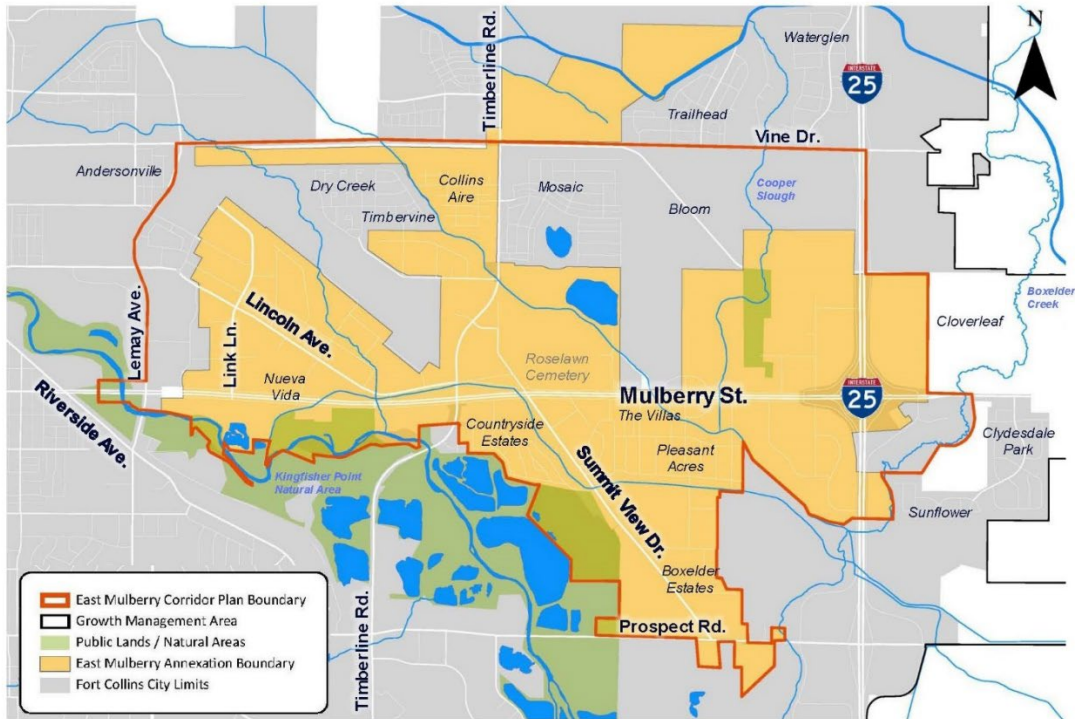 N
Waterglen
INTERSTATE
25
Timberline Rd.
Trailhead
Vine Dr.
Andersonville
Dry Creek
Collins
Aire
Mosaic
Cooper
Slough
Timbervine
Bloom
Lemay Ave.
Link Ln.
Lincoln Ave.
Boxelder
Creek
Cloverleaf
Roselawn
Cemetery
Nueva
Vida
Mulberry St.
INTERSTATE
25
The Villas
Riverside Ave.
Countryside
Estates
Pleasant
Acres
Clydesdale
Park
Kingfisher Point
Natural Area
Summit View Dr.
Sunflower
Boxelder
Estates
Timberline Rd.
Prospect Rd.
East Mulberry Corridor Plan Boundary
Growth Management Area
Public Lands / Natural Areas
East Mulberry Annexation Boundary
Fort Collins City Limits